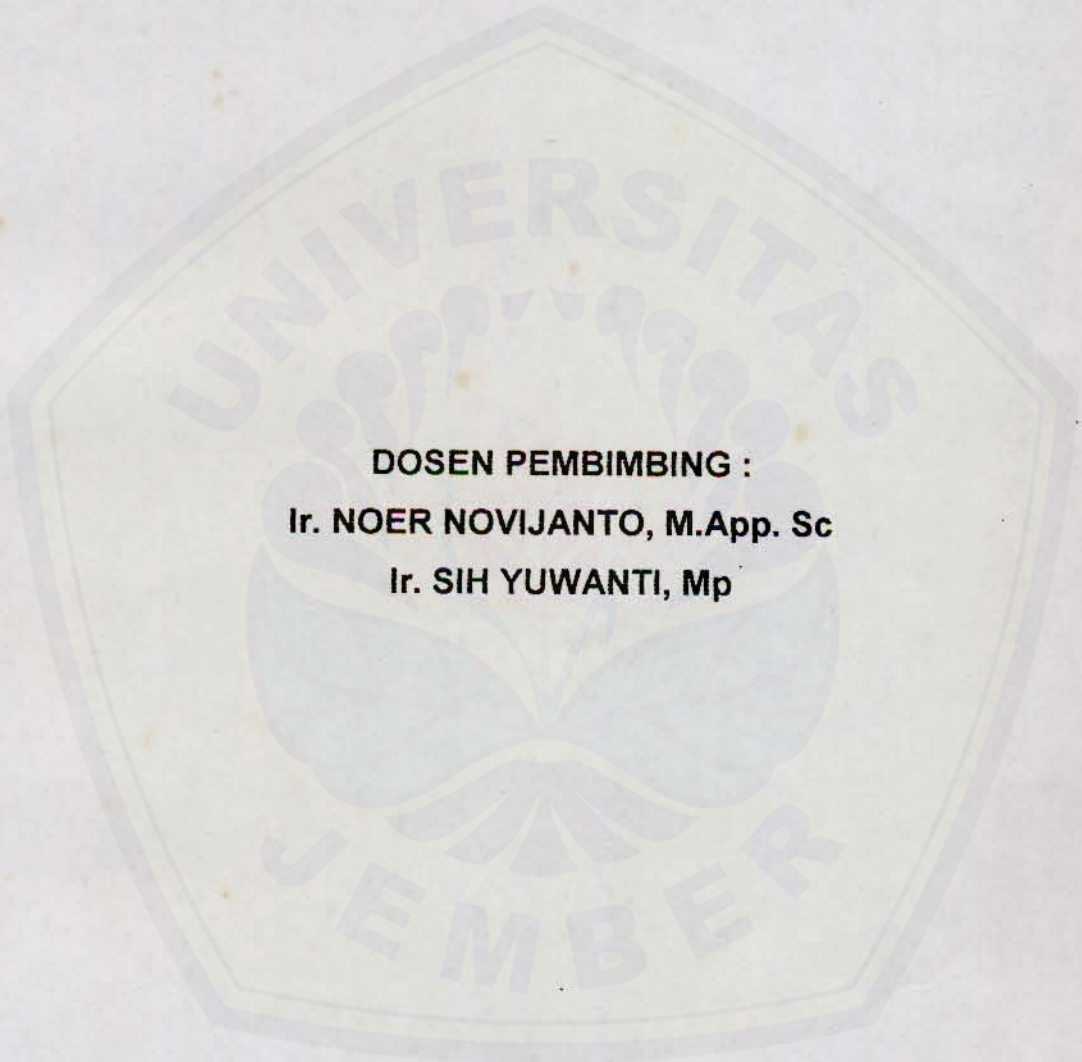 UNIVERSITAS
DOSEN PEMBIMBING :
Ir. NOER NOVIJANTO, M.App. Sc
Ir. SIH YUWANTI, Mp
JEMBER